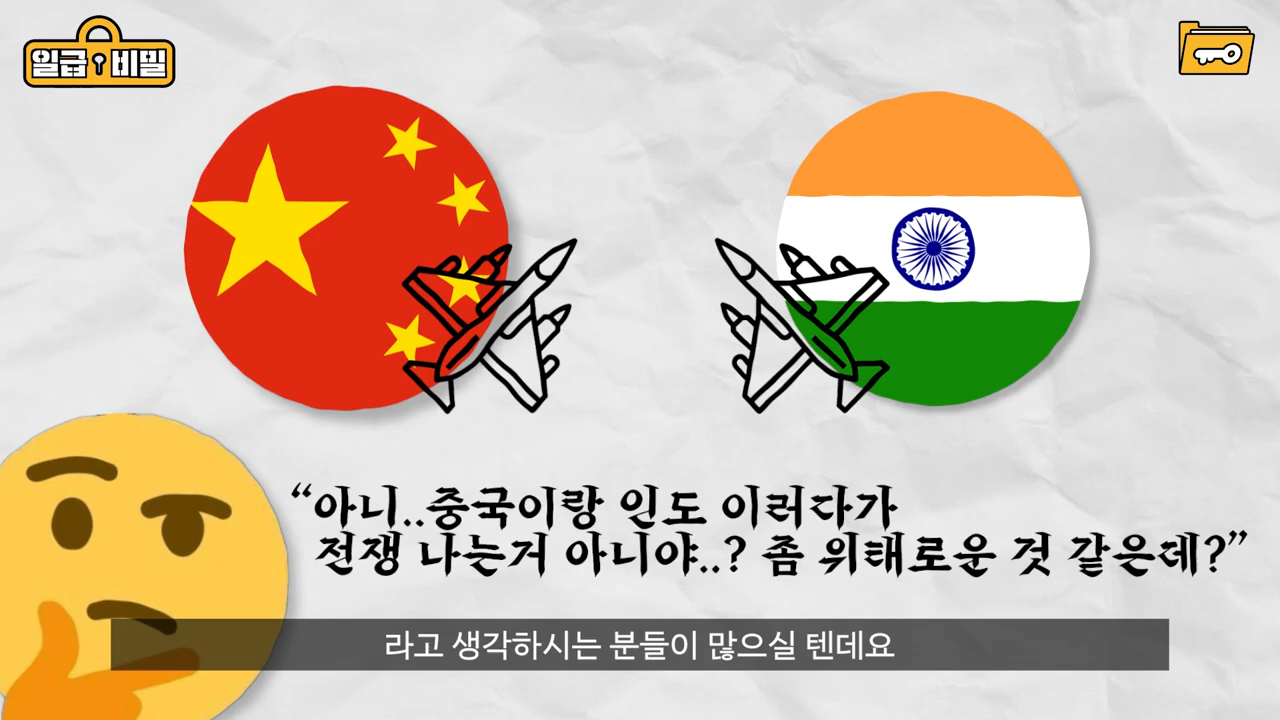 일급비밀
“아니..중국이랑 인도 이러다가
전쟁 나는거 아니야..? 좀 위태로운 것 같은데?”
라고 생각하시는 분들이 많으실 텐데요